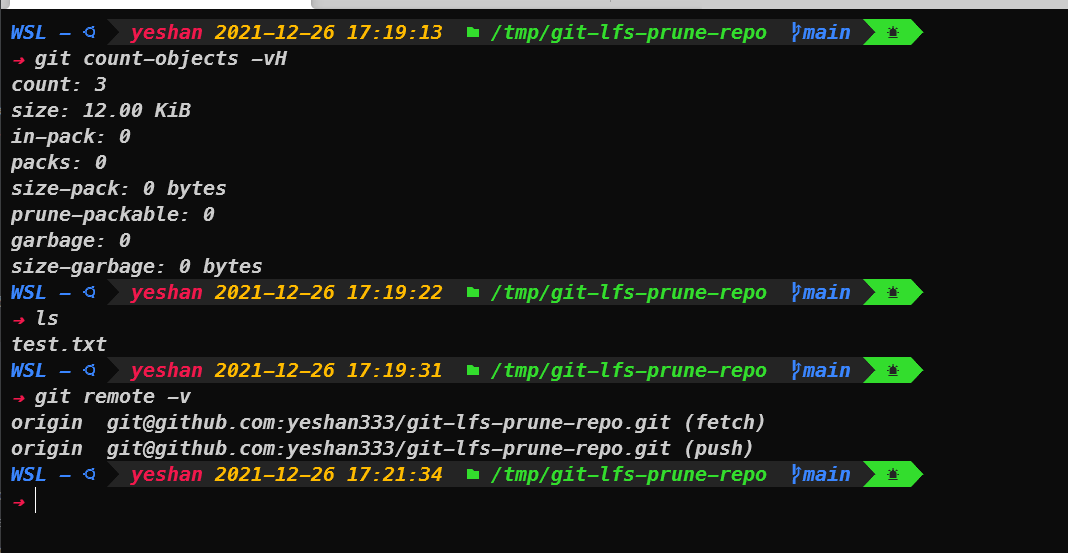 WSL — yeshan 2021-12-26 17:19:13 /tmp/git-lfs-prune-repo main
➜ git count-objects -vH
count: 3
size: 12.00 KiB
in-pack: 0
packs: 0
size-pack: 0 bytes
prune-packable: 0
garbage: 0
size-garbage: 0 bytes
WSL — yeshan 2021-12-26 17:19:22 /tmp/git-lfs-prune-repo main
➜ ls
test.txt
WSL — yeshan 2021-12-26 17:19:31 /tmp/git-lfs-prune-repo main
➜ git remote -v
origin  git@github.com:yeshan333/git-lfs-prune-repo.git (fetch)
origin  git@github.com:yeshan333/git-lfs-prune-repo.git (push)
WSL — yeshan 2021-12-26 17:21:34 /tmp/git-lfs-prune-repo main
➜